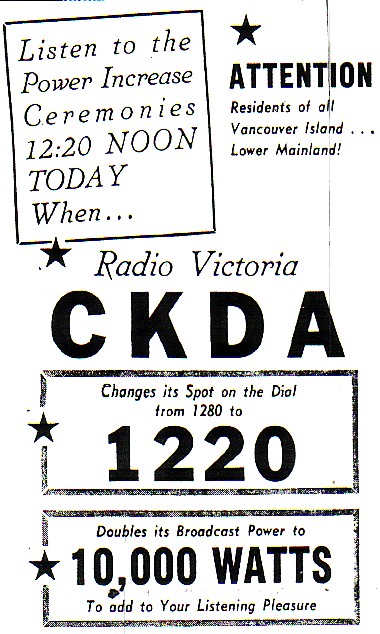 Listen to the
Power Increase
Ceremonies
12:20 NOON
TODAY
When...
ATTENTION
Residents of all
Vancouver Island ...
Lower Mainland!
Radio Victoria
CKDA
Changes its Spot on the Dial
from 1280 to
1220
Doubles its Broadcast Power to
10,000 WATTS
To add to Your Listening Pleasure